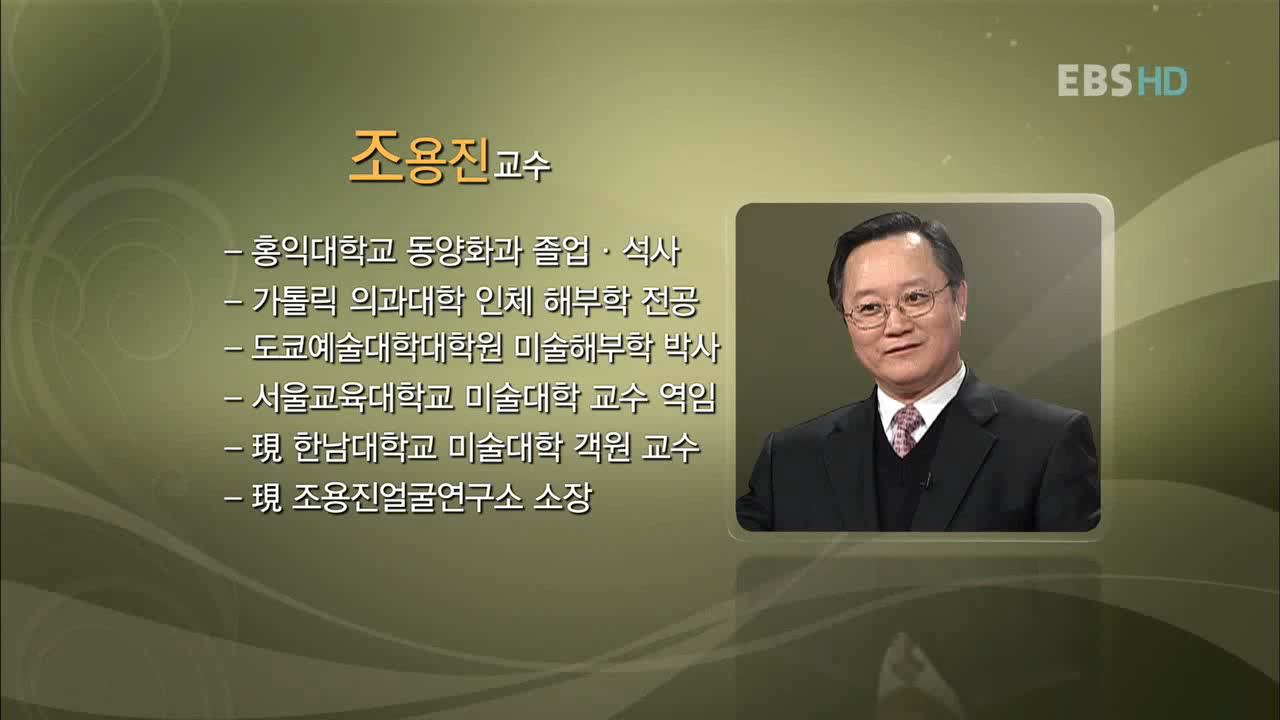 EBS HD
조용진교수
– 홍익대학교 동양화과 졸업 · 석사
– 가톨릭 의과대학 인체 해부학 전공
– 도쿄예술대학대학원 미술해부학 박사
– 서울교육대학교 미술대학 교수 역임
– 現 한남대학교 미술대학 객원 교수
– 現 조용진얼굴연구소 소장